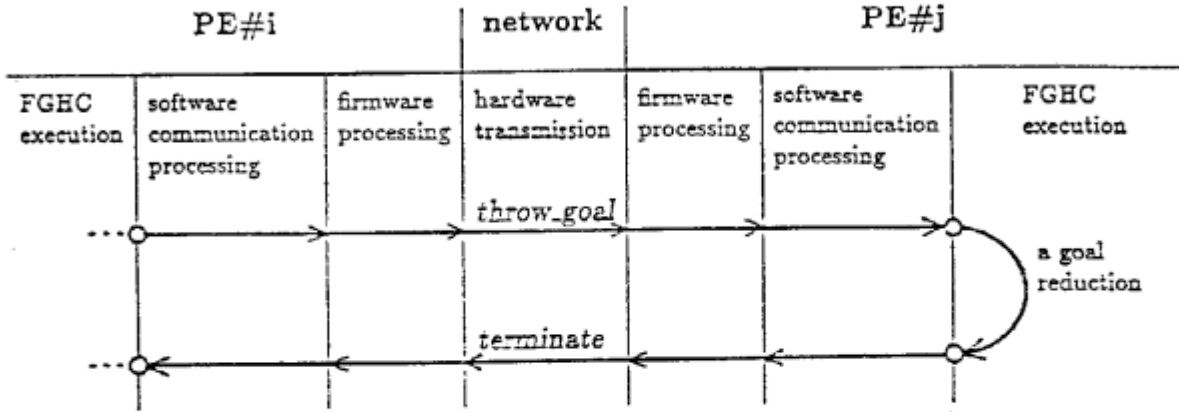 PE#i
network
PE#j
FGHC
execution
software
communication
processing
firmware
processing
hardware
transmission
firmware
processing
software
communication
processing
FGHC
execution
throw_goal
a goal
reduction
terminate